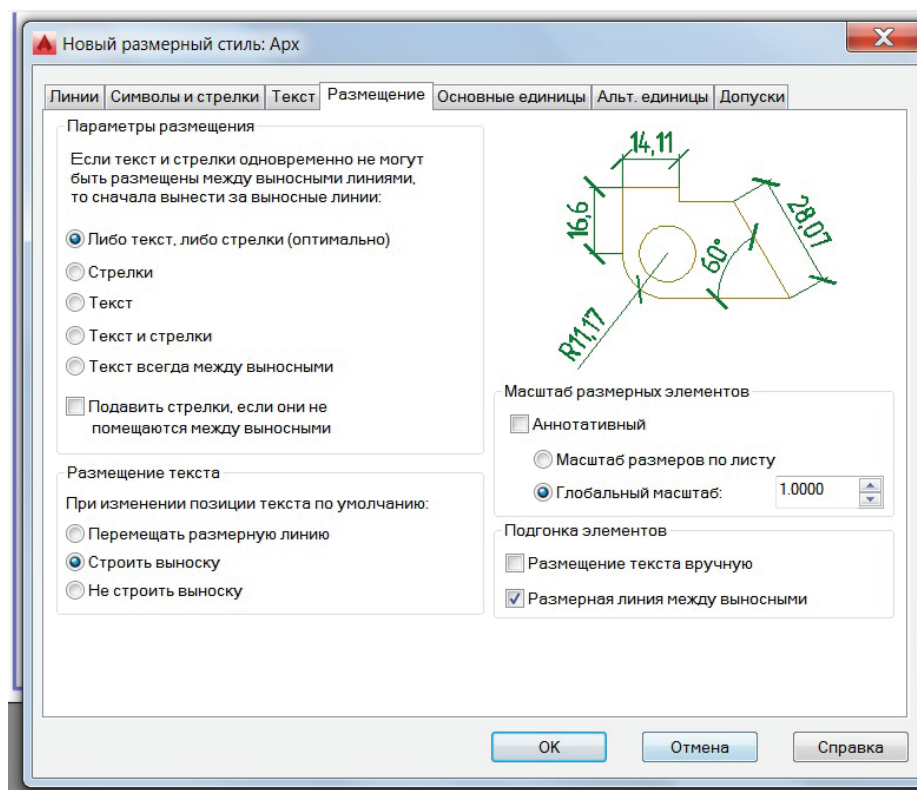 Новый размерный стиль: Арх
X
Линии
Символы и стрелки
Текст
Размещение
Основные единицы
Альт. единицы
Допуски
Параметры размещения
Если текст и стрелки одновременно не могут
быть размещены между выносными линиями,
то сначала вынести за выносные линии:
Либо текст, либо стрелки (оптимально)
Стрелки
Текст
Текст и стрелки
Текст всегда между выносными
Подавить стрелки, если они не
помещаются между выносными
Размещение текста
При изменении позиции текста по умолчанию:
Перемещать размерную линию
Строить выноску
Не строить выноску
14,11
16,6
28,07
60°
R11,17
Масштаб размерных элементов
Аннотативный
Масштаб размеров по листу
Глобальный масштаб:
1.0000
Подгонка элементов
Размещение текста вручную
Размерная линия между выносными
OK
Отмена
Справка